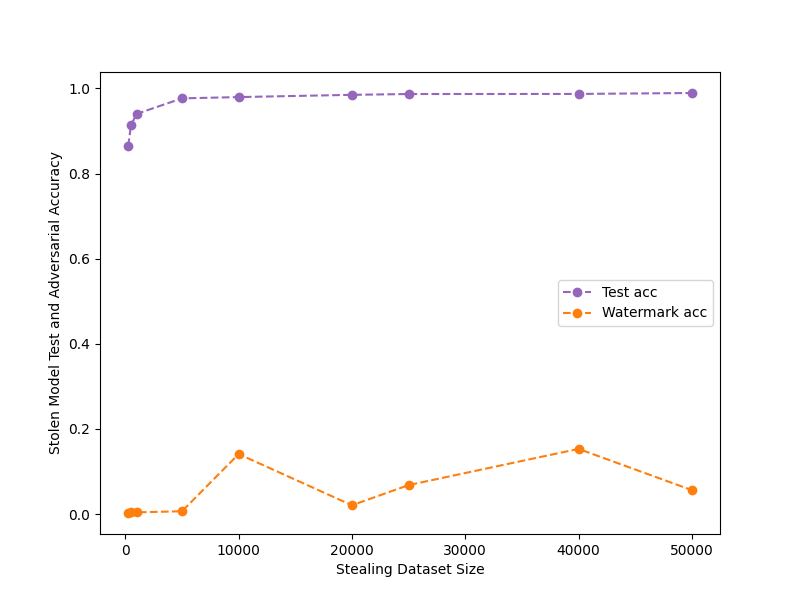 1.0
0.8
0.6
0.4
0.2
0.0
Stolen Model Test and Adversarial Accuracy
Test acc
Watermark acc
0 10000 20000 30000 40000 50000
Stealing Dataset Size